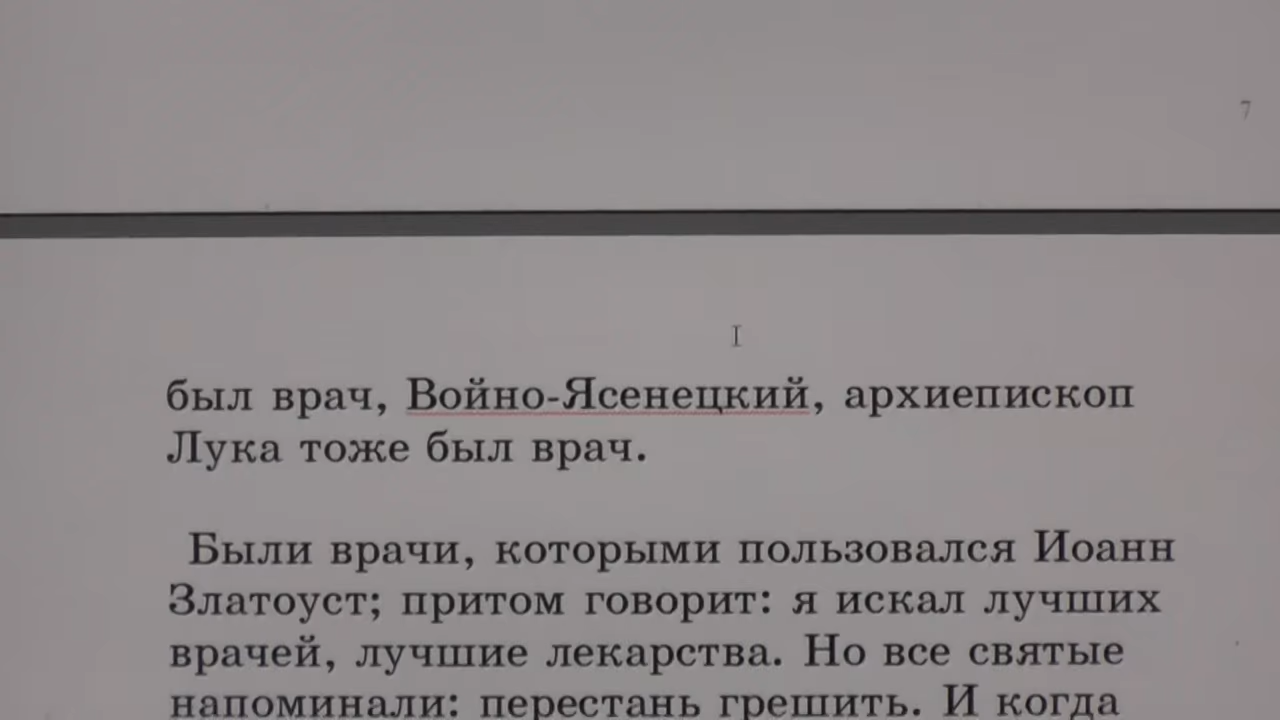 7
был врач, Войно-Ясенецкий, архиепископ
Лука тоже был врач.
Были врачи, которыми пользовался Иоанн
Златоуст; притом говорит: я искал лучших
врачей, лучшие лекарства. Но все святые
напоминали: перестань грешить. И когда